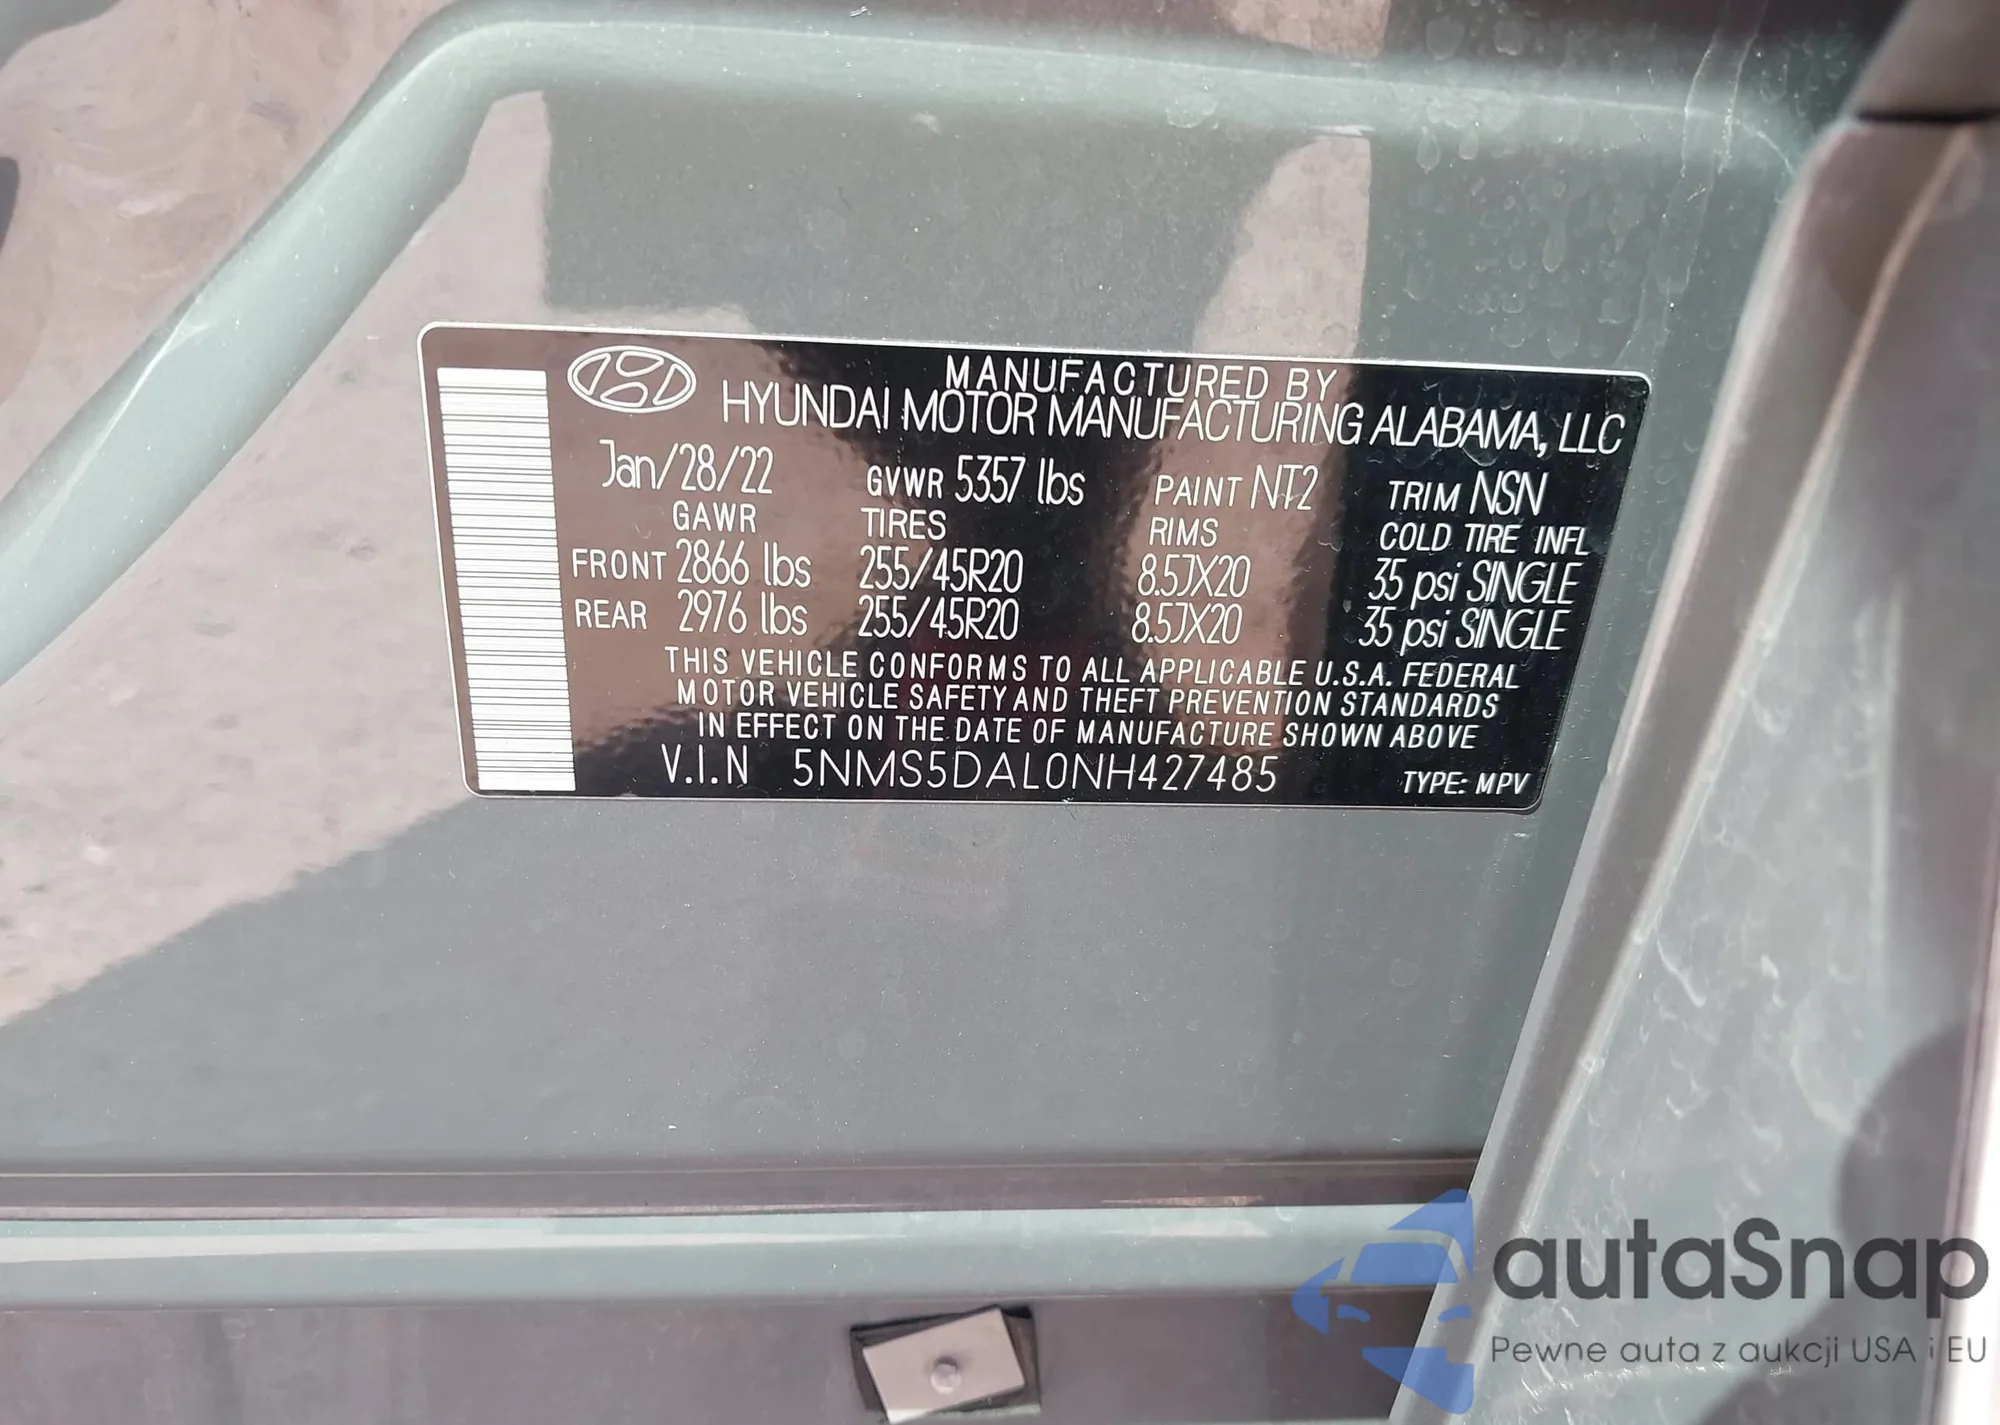 MANUFACTURED BY
HYUNDAI MOTOR MANUFACTURING ALABAMA, LLC
Jan/28/22 GVWR 5357 lbs PAINT NT2 TRIM NSN
GAWR TIRES RIMS COLD TIRE INFL
FRONT 2866 lbs 255/45R20 8.5JX20 35 psi SINGLE
REAR 2976 lbs 255/45R20 8.5JX20 35 psi SINGLE
THIS VEHICLE CONFORMS TO ALL APPLICABLE U.S.A. FEDERAL
MOTOR VEHICLE SAFETY AND THEFT PREVENTION STANDARDS
IN EFFECT ON THE DATE OF MANUFACTURE SHOWN ABOVE
V.I.N 5NMS5DAL0NH427485 TYPE: MPV
autaSnap
Pewne auta z aukcji USA i EU